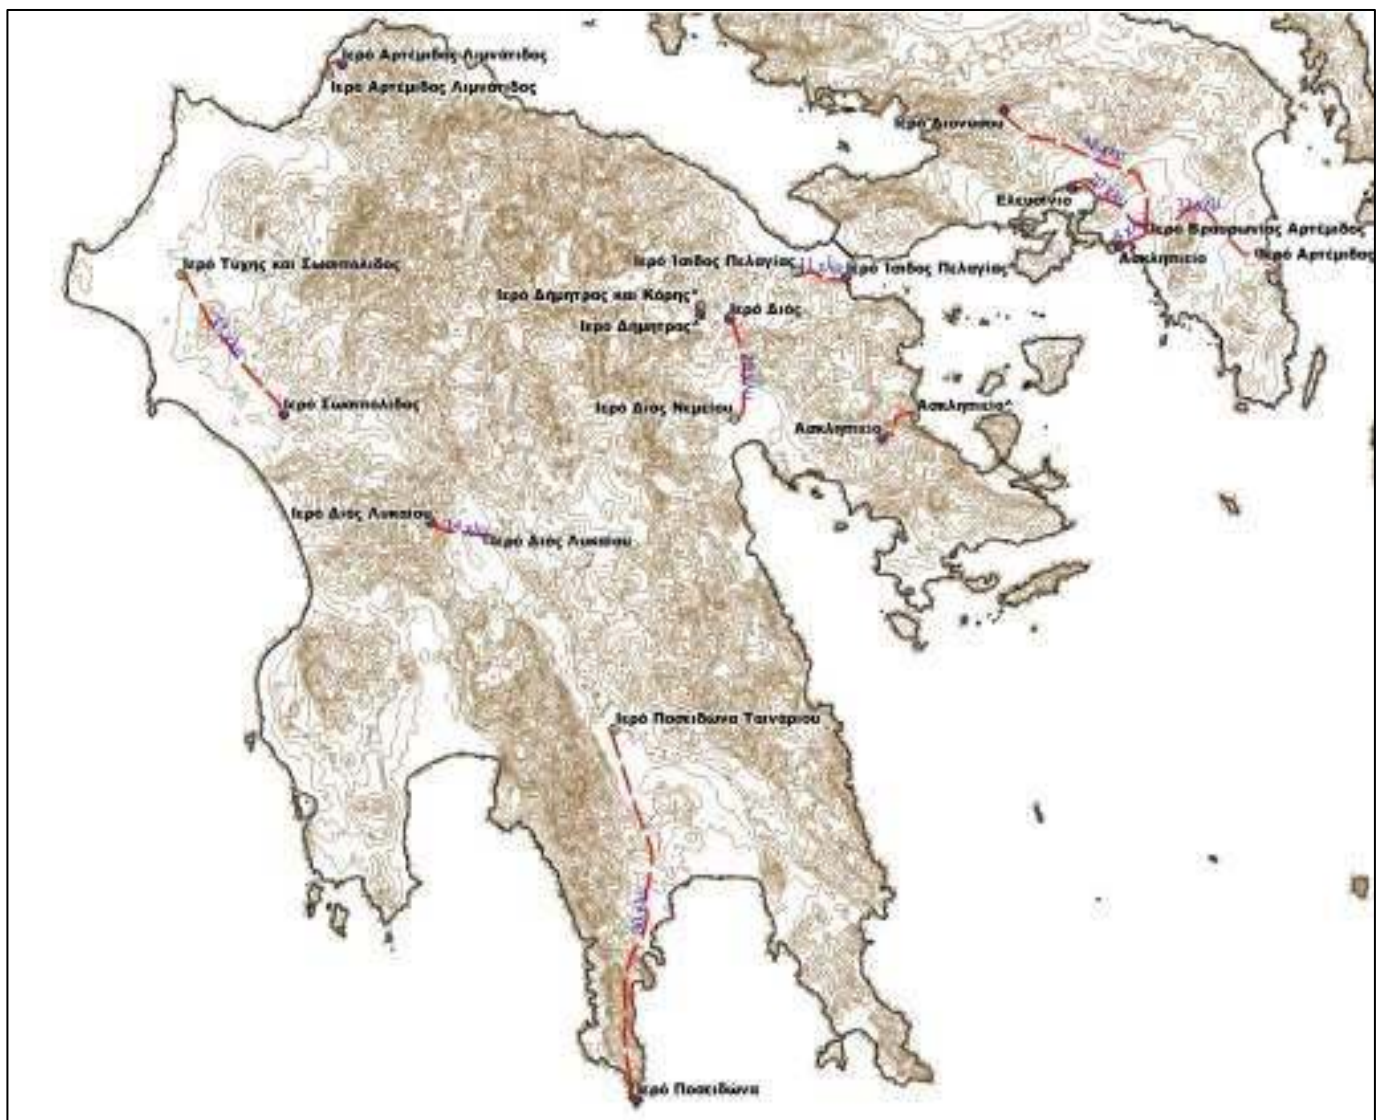 Ιερό Αρτέμιδος Λιμνάτιδος
Ιερό Αρτέμιδος Λιμνάτιδος
Ιερό Διονύσου
Ελευσίνιο
Ιερό Βραυρωνίας Αρτέμιδος
Ασκληπιείο
Ιερό Αρτέμιδος
Ιερό Τύχης και Σωσιπόλιδος
Ιερό Ίσιδος Πελαγίας
Ιερό Ίσιδος Πελαγίας
Ιερό Δήμητρας και Κόρης^
Ιερό Διός
Ιερό Δήμητρας^
Ιερό Σωσιπόλιδος
Ιερό Διός Νεμείου
Ασκληπιείο^
Ασκληπιείο
Ιερό Διός Λυκαίου
Ιερό Διός Λυκαίου
Ιερό Ποσειδώνα Ταινάριου
Ιερό Ποσειδώνα